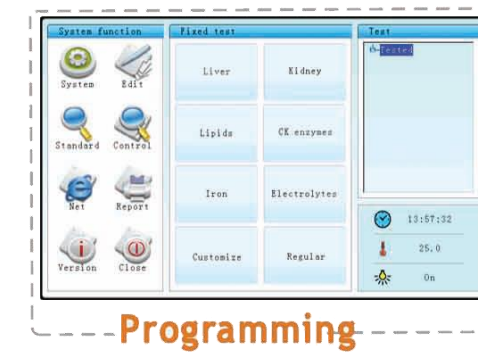 System function
Fixed test
Test
System
Edit
Standard
Control
Net
Report
Version
Close
Liver
Kidney
Lipids
CK enzymes
Iron
Electrolytes
Customize
Regular
Tested
13:57:32
25.0
On
Programming